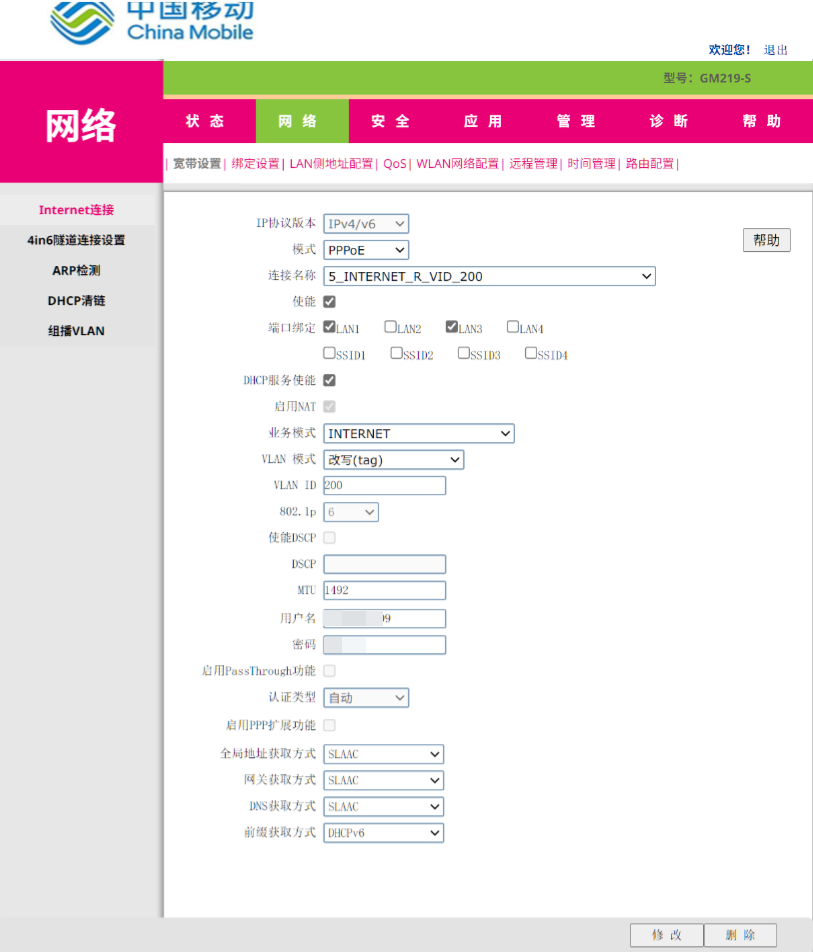 中国移动
China Mobile
欢迎您! 退出
型号: GM219-S
网络
状态 网络 安全 应用 管理 诊断 帮助
| 宽带设置| 绑定设置| LAN侧地址配置| QoS| WLAN网络配置| 远程管理| 时间管理| 路由配置|
Internet连接
4in6隧道连接设置
ARP检测
DHCP清链
组播VLAN
帮助
IP协议版本 IPv4/v6
模式 PPPoE
连接名称 5_INTERNET_R_VID_200
使能
端口绑定 LAN1 LAN2 LAN3 LAN4
SSID1 SSID2 SSID3 SSID4
DHCP服务使能
启用NAT
业务模式 INTERNET
VLAN 模式 改写(tag)
VLAN ID 200
802.1p 6
使能DSCP
DSCP
MTU 1492
用户名 9
密码
启用PassThrough功能
认证类型 自动
启用PPP扩展功能
全局地址获取方式 SLAAC
网关获取方式 SLAAC
DNS获取方式 SLAAC
前缀获取方式 DHCPv6
修改 删除